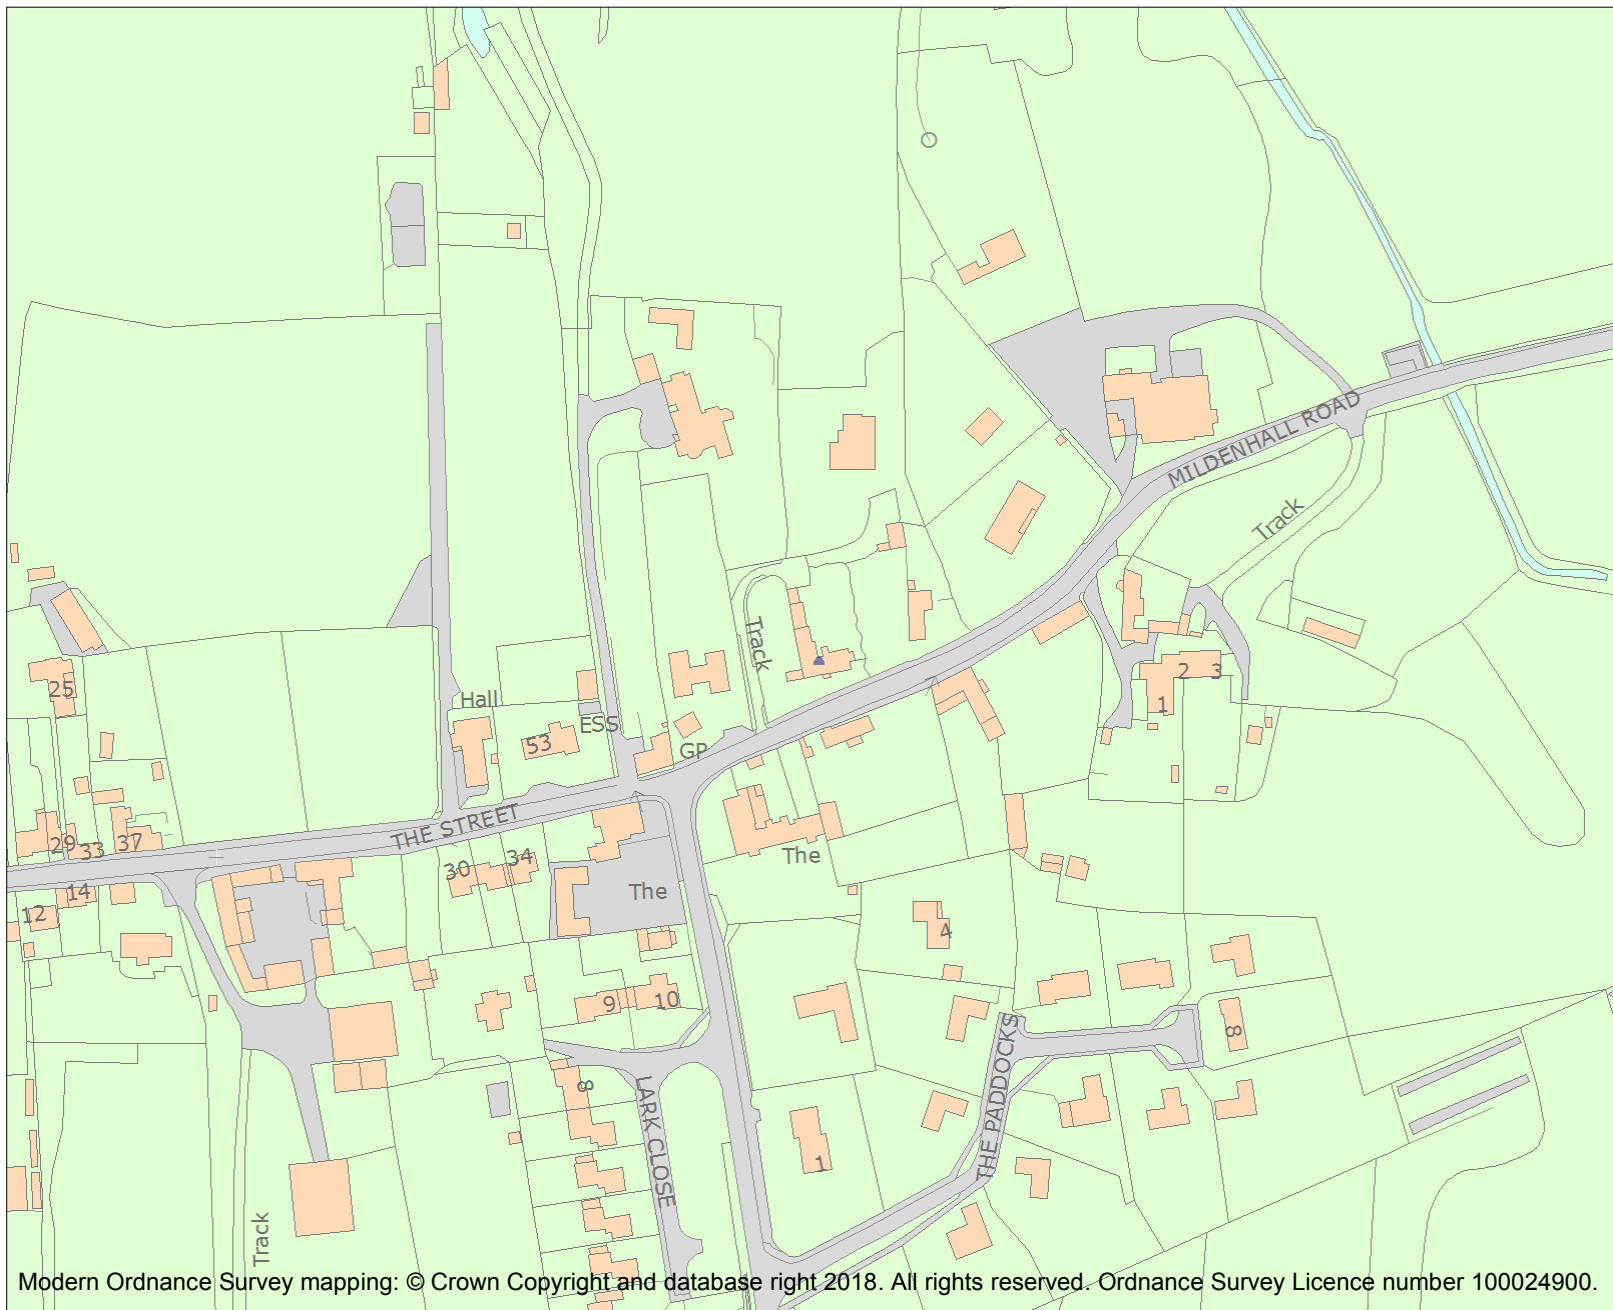 MILDENHALL ROAD
Track
Track
25
Hall
53
ESS
GP
2
3
1
THE STREET
29
33
37
30
34
The
The
14
12
4
9
10
8
8
LARK CLOSE
THE PADDOCKS
1
Track
Modern Ordnance Survey mapping: © Crown Copyright and database right 2018. All rights reserved. Ordnance Survey Licence number 100024900.